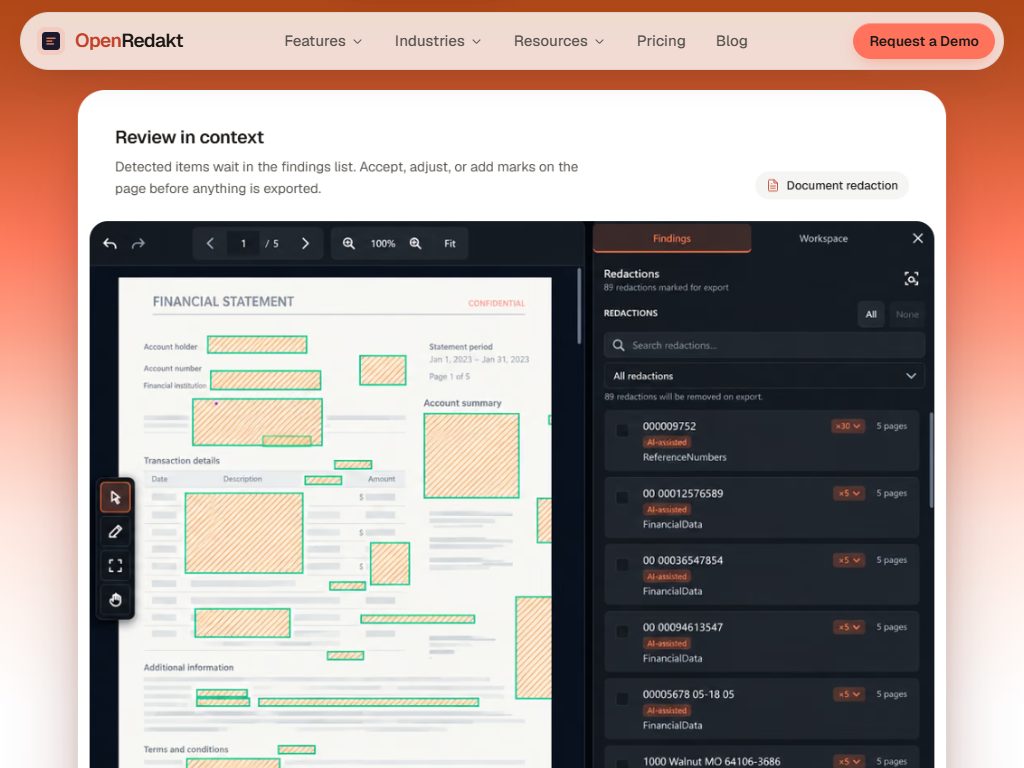 OpenRedakt
Features
Industries
Resources
Pricing
Blog
Request a Demo
Review in context
Detected items wait in the findings list. Accept, adjust, or add marks on the
page before anything is exported.
Document redaction
1 / 5
100%
Fit
FINANCIAL STATEMENT
CONFIDENTIAL
Account holder
Account number
Financial institution
Statement period
Jan 1, 2023 – Jan 31, 2023
Page 1 of 5
Account summary
Transaction details
Date
Description
Amount
$
$
$
Additional information
Terms and conditions
Findings
Workspace
Redactions
89 redactions marked for export
REDACTIONS
All
None
Search redactions...
All redactions
89 redactions will be removed on export.
000009752
×30
5 pages
AI-assisted
ReferenceNumbers
00 00012576589
×5
5 pages
AI-assisted
FinancialData
00 00036547854
×5
5 pages
AI-assisted
FinancialData
00 00094613547
×5
5 pages
AI-assisted
FinancialData
00005678 05-18 05
×5
5 pages
AI-assisted
FinancialData
1000 Walnut MO 64106-3686
×5
5 pages